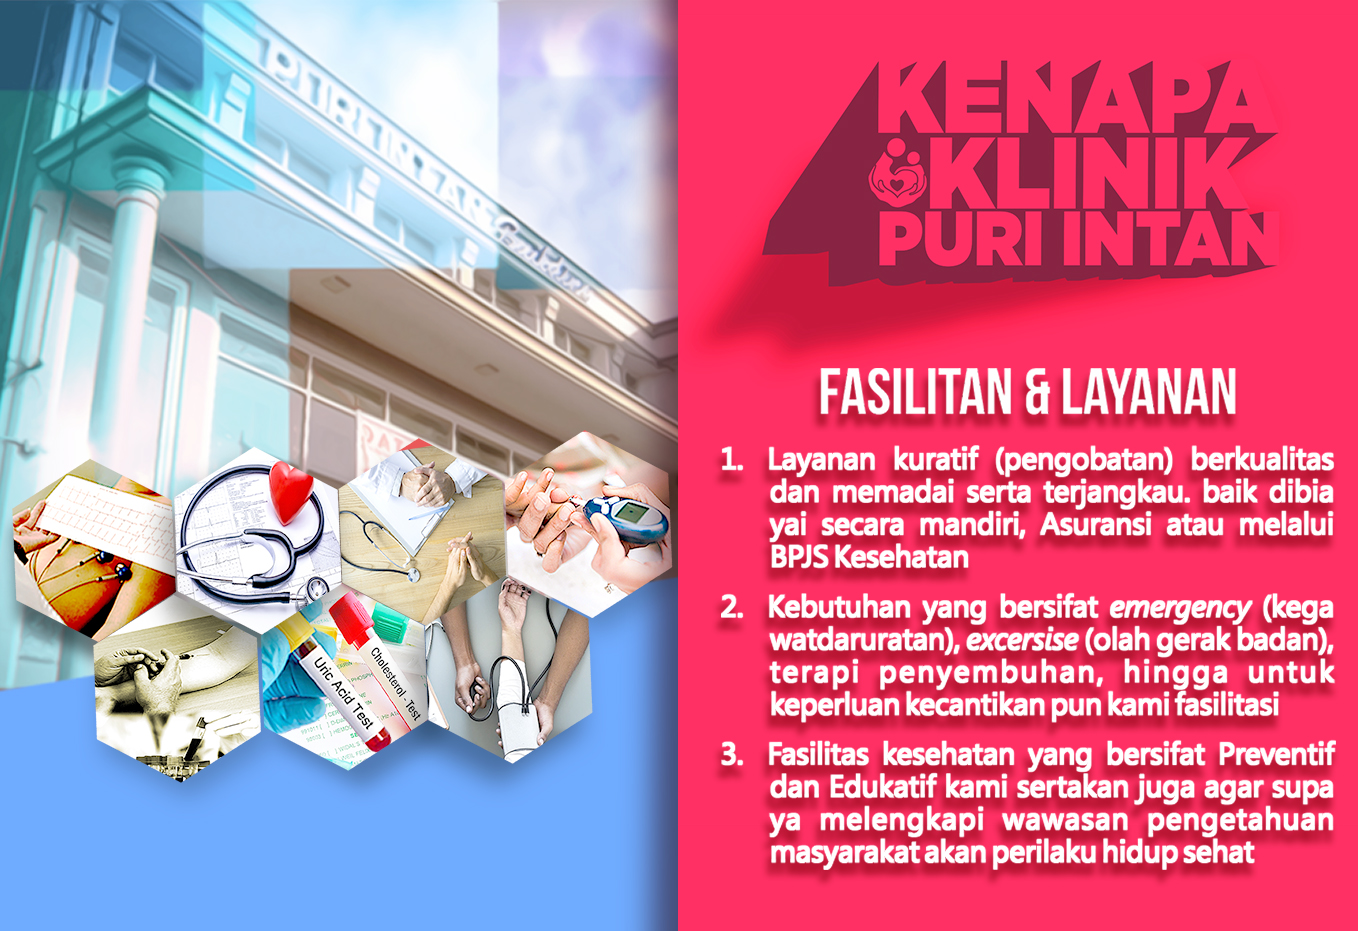 PURI INTAN
KENAPA
KLINIK
PURI INTAN
FASILITAN & LAYANAN
1. Layanan kuratif (pengobatan) berkualitas
dan memadai serta terjangkau. baik dibia
yai secara mandiri, Asuransi atau melalui
BPJS Kesehatan
2. Kebutuhan yang bersifat emergency (kega
watdaruratan), excersise (olah gerak badan),
terapi penyembuhan, hingga untuk
keperluan kecantikan pun kami fasilitasi
3. Fasilitas kesehatan yang bersifat Preventif
dan Edukatif kami sertakan juga agar supa
ya melengkapi wawasan pengetahuan
masyarakat akan perilaku hidup sehat
Uric Acid Test
Cholesterol - Test